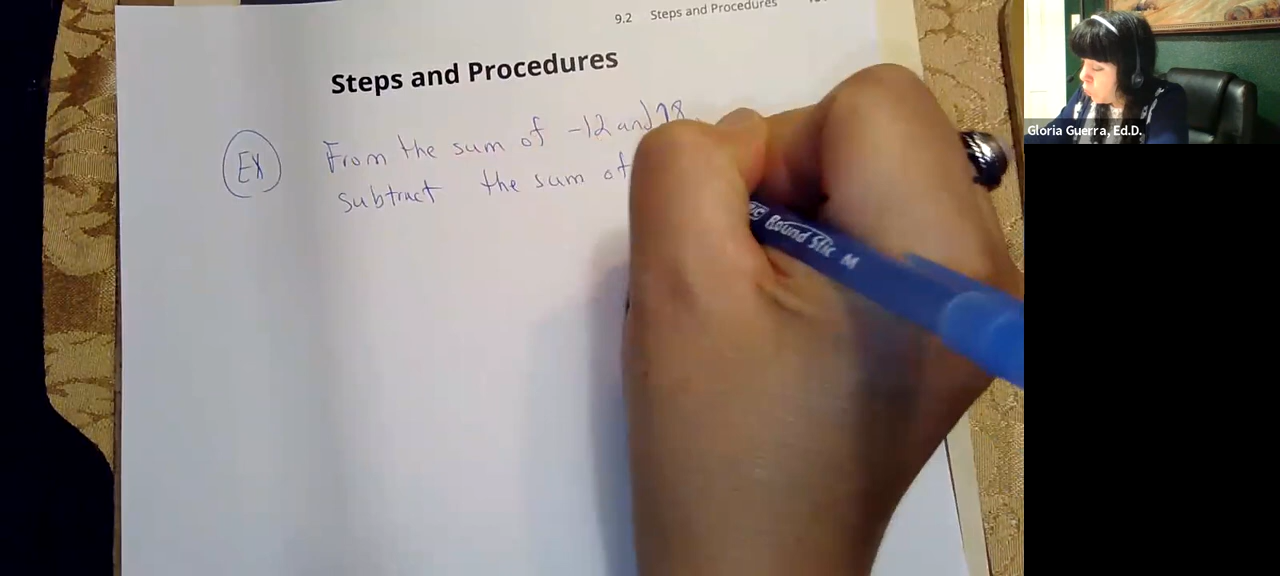 9.2 Steps and Procedures
Steps and Procedures
EX
From the sum of -12 and
subtract the sum of
Round Stic M
Gloria Guerra, Ed.D.